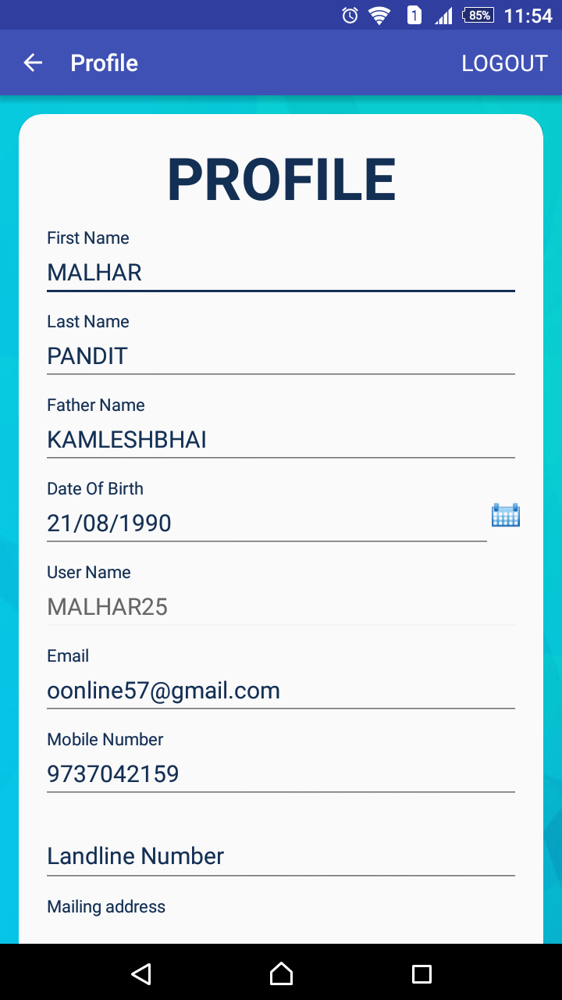 1 85% 11:54
Profile LOGOUT
PROFILE
First Name
MALHAR
Last Name
PANDIT
Father Name
KAMLESHBHAI
Date Of Birth
21/08/1990
User Name
MALHAR25
Email
oonline57@gmail.com
Mobile Number
9737042159
Landline Number
Mailing address